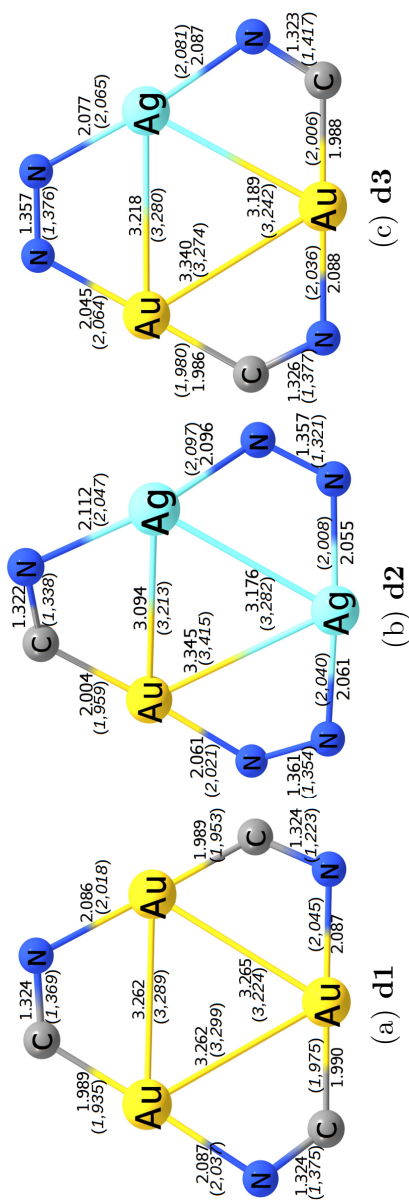 1.324
(1,369)
C
N
1.989
(1,935)
2.086
(2,018)
Au
Au
3.262
(3,289)
2.087
(2,037)
3.262
(3,299)
3.265
(3,224)
1.989
(1,953)
N
C
1.324
(1,375)
C
(1,975)
1.990
Au
(2,045)
2.087
N
1.324
(1,223)
(a) d1
1.322
(1,338)
C
N
2.004
(1,959)
2.112
(2,047)
Au
Ag
3.094
(3,213)
2.061
(2,021)
3.345
(3,415)
3.176
(3,282)
(2,097)
2.096
N
N
1.361
(1,354)
N
(2,040)
2.061
Ag
(2,008)
2.055
N
1.357
(1,321)
(b) d2
1.357
(1,376)
N
N
2.045
(2,064)
2.077
(2,065)
Au
Ag
3.218
(3,280)
(1,980)
1.986
3.340
(3,274)
3.189
(3,242)
(2,081)
2.087
C
N
1.326
(1,377)
N
(2,036)
2.088
Au
(2,006)
1.988
C
1.323
(1,417)
(c) d3